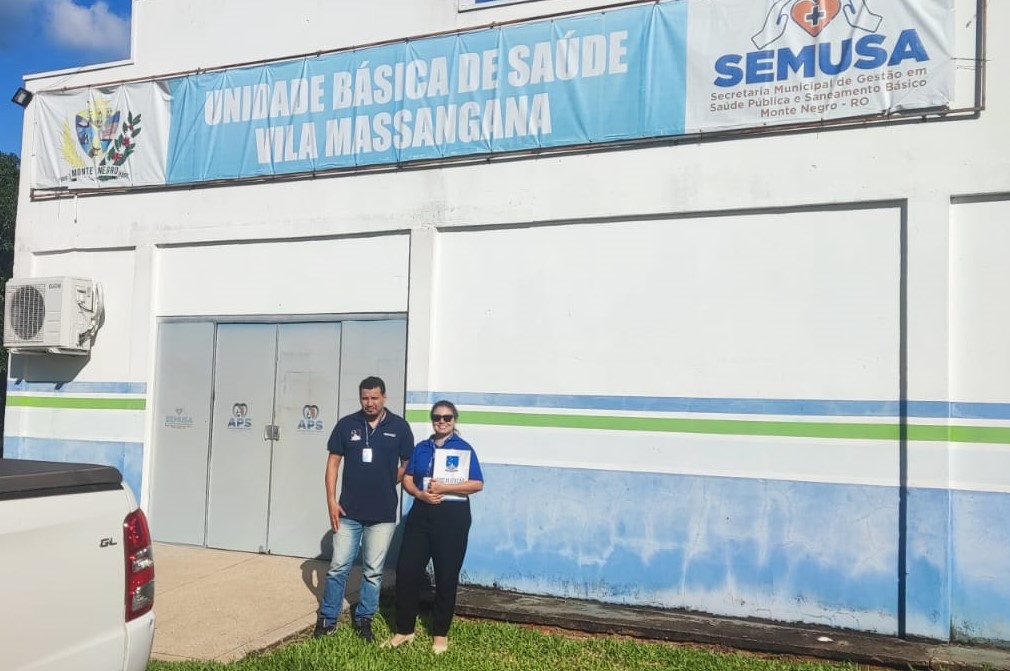 UNIDADE BÁSICA DE SAÚDE
VILA MASSANGANA
MONTE NEGRO
SEMUSA
Secretaria Municipal de Gestão em
Saúde Pública e Saneamento Básico
Monte Negro - RO
SEMUSA
APS
APS
GL